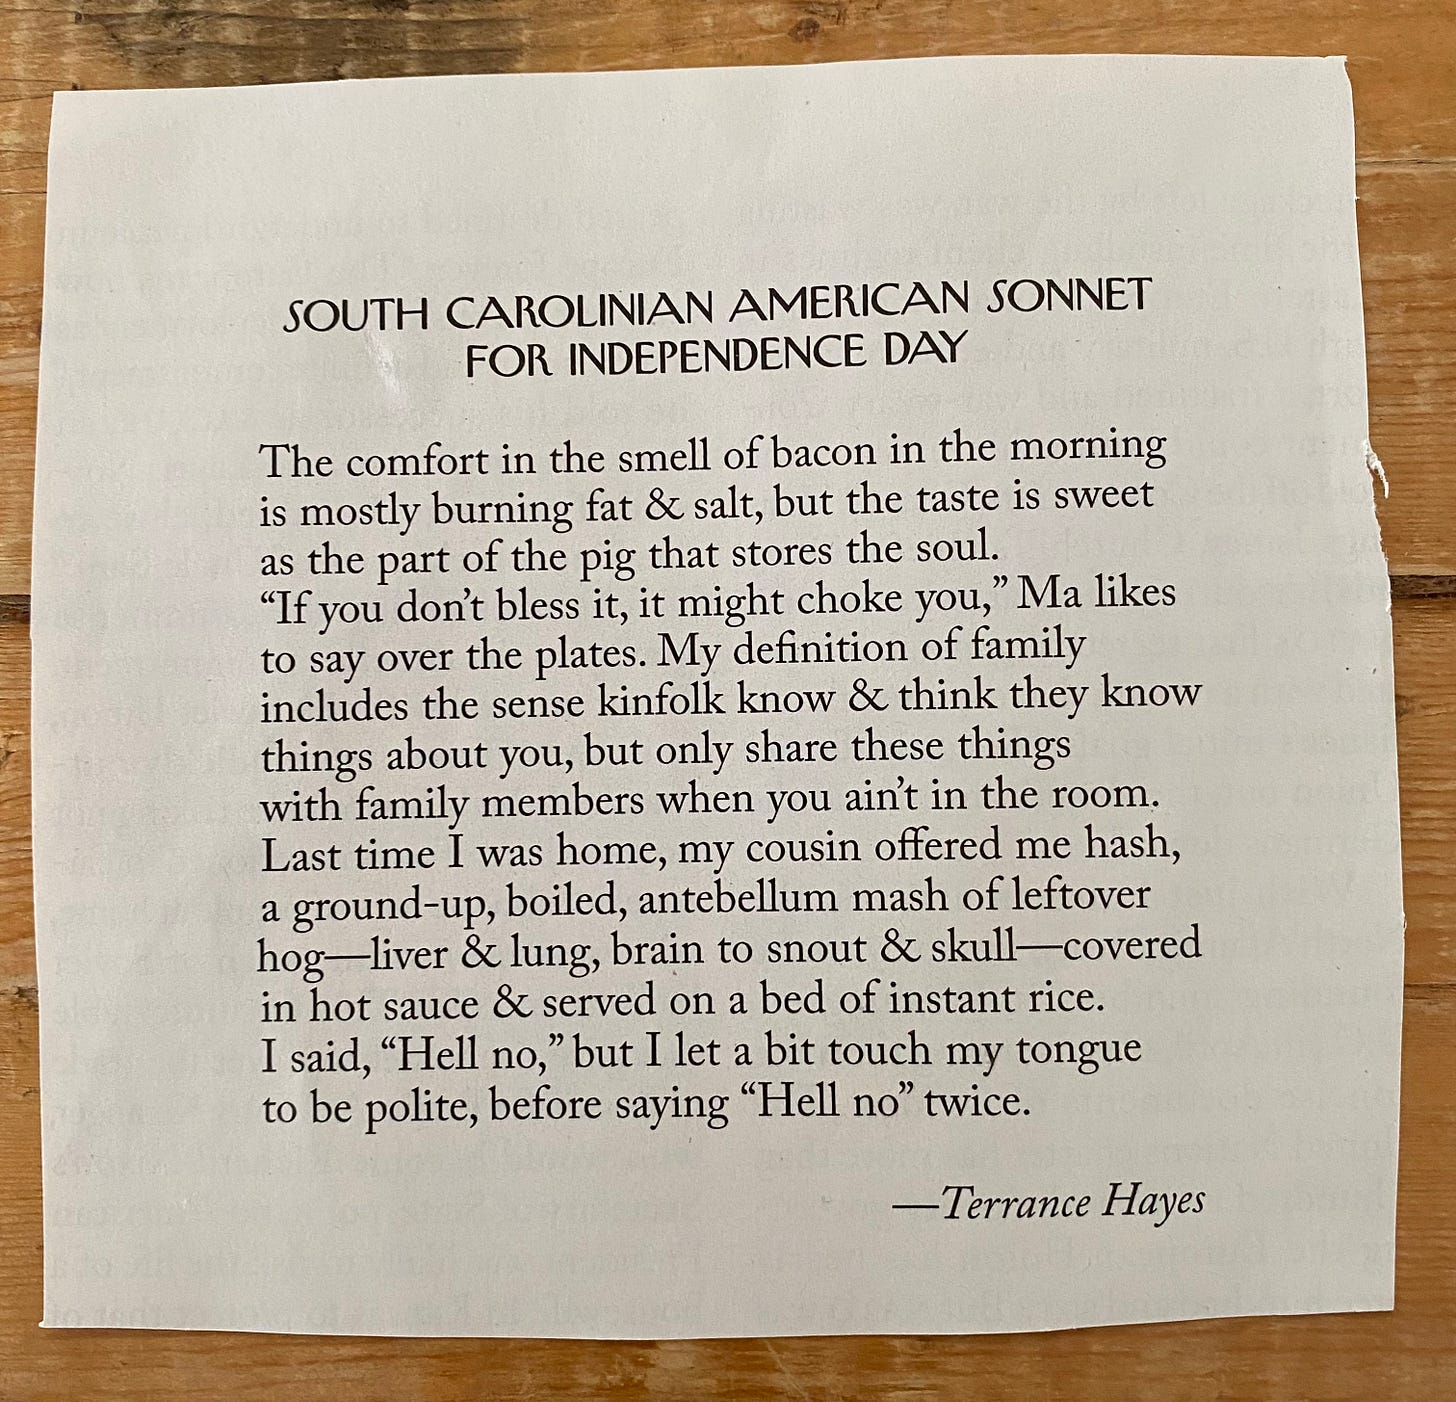 SOUTH CAROLINIAN AMERICAN SONNET
FOR INDEPENDENCE DAY
The comfort in the smell of bacon in the morning
is mostly burning fat & salt, but the taste is sweet
as the part of the pig that stores the soul.
“If you don’t bless it, it might choke you,” Ma likes
to say over the plates. My definition of family
includes the sense kinfolk know & think they know
things about you, but only share these things
with family members when you ain’t in the room.
Last time I was home, my cousin offered me hash,
a ground-up, boiled, antebellum mash of leftover
hog—liver & lung, brain to snout & skull—covered
in hot sauce & served on a bed of instant rice.
I said, “Hell no,” but I let a bit touch my tongue
to be polite, before saying “Hell no” twice.
—Terrance Hayes